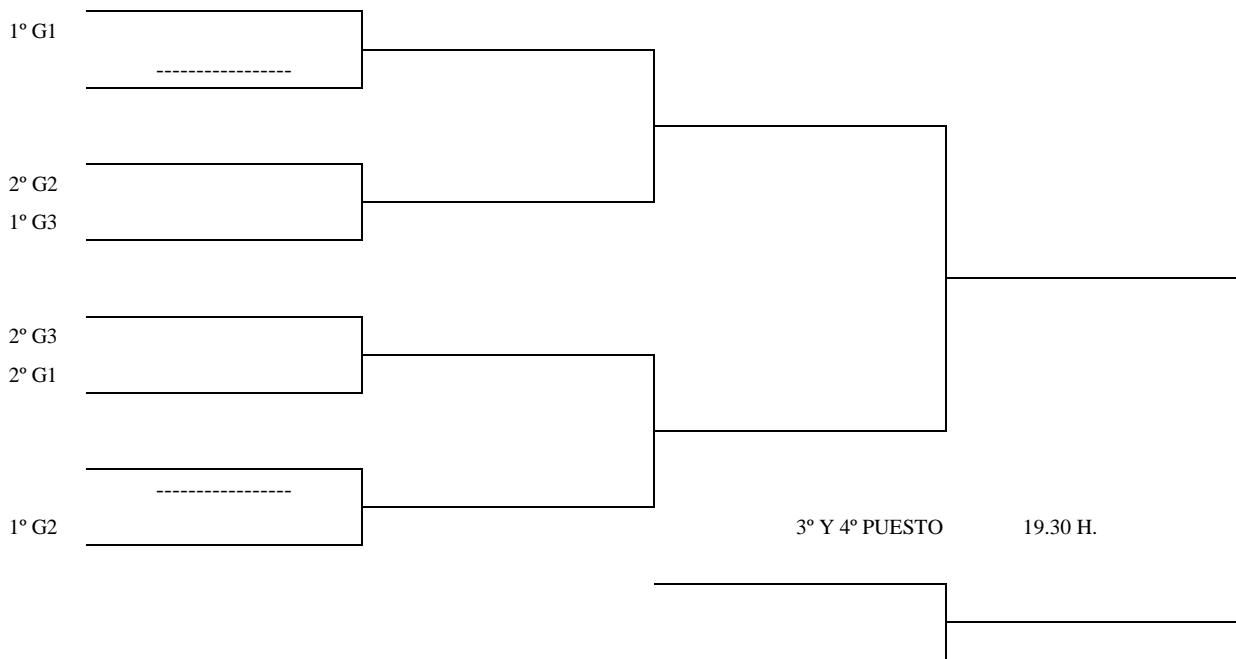 1º G1
-----------------
2º G2
1º G3
2º G3
2º G1
-----------------
1º G2
3º Y 4º PUESTO 19.30 H.